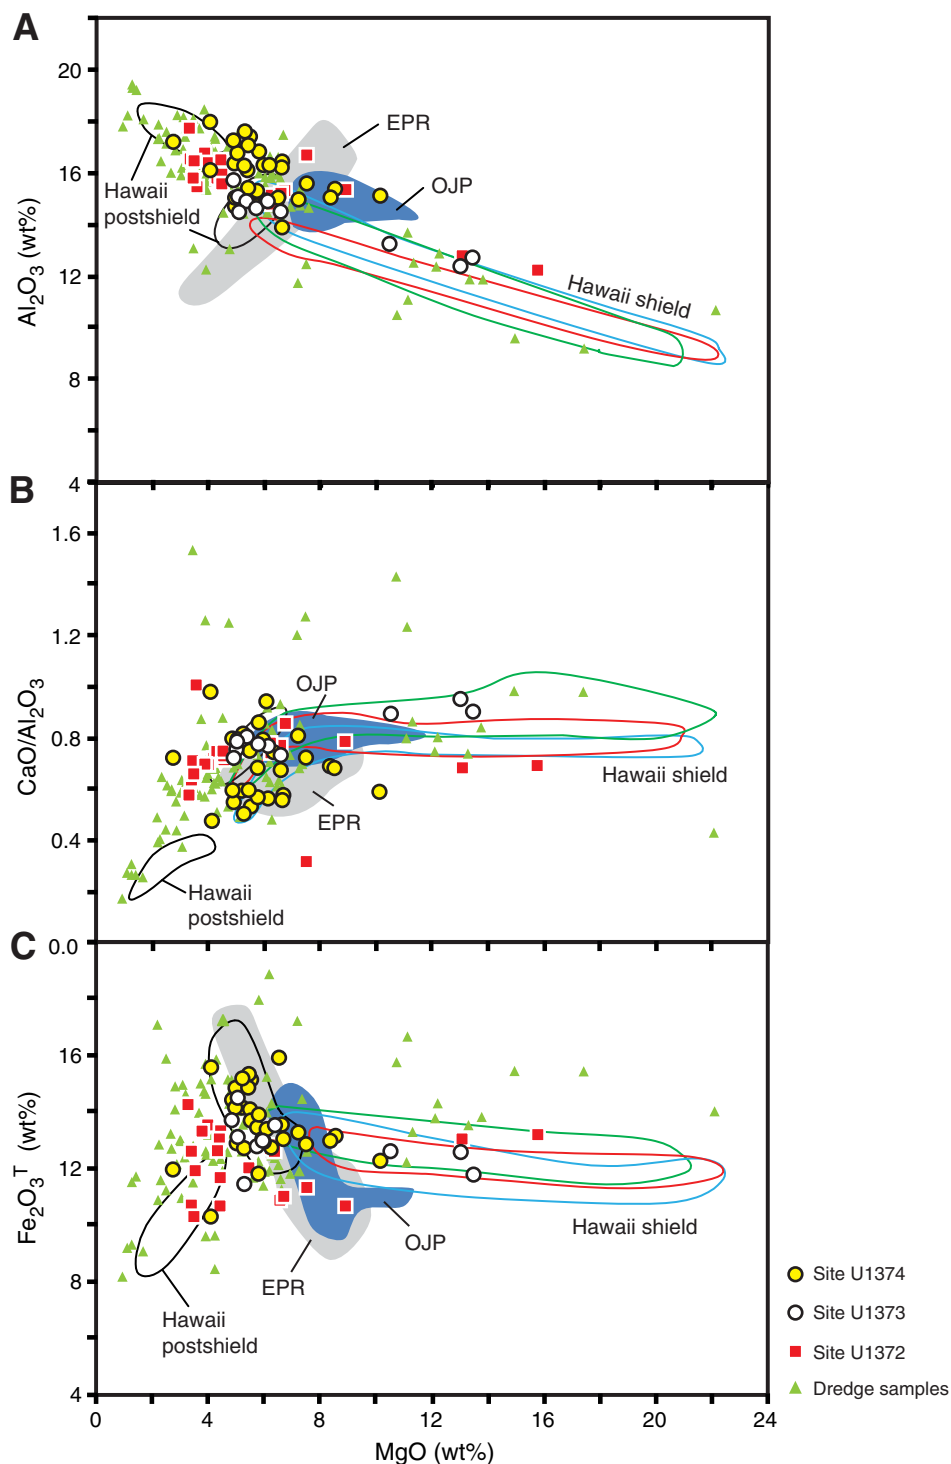 A
20
16
12
8
4
Al₂O₃ (wt%)
EPR
OJP
Hawaii
postshield
Hawaii shield
B
1.6
1.2
0.8
0.4
0.0
CaO/Al₂O₃
OJP
Hawaii shield
EPR
Hawaii
postshield
C
16
12
8
4
Fe₂O₃ᵀ (wt%)
Hawaii shield
OJP
EPR
Hawaii
postshield
Site U1374
Site U1373
Site U1372
Dredge samples
0 4 8 12 16 20 24
MgO (wt%)